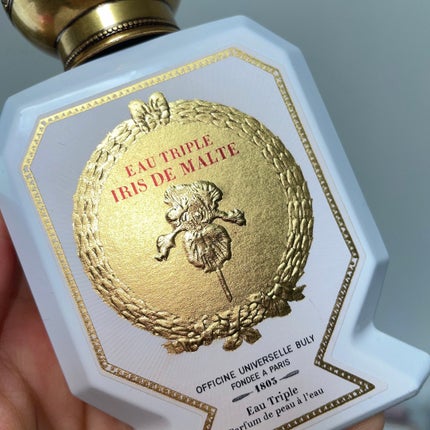 EAU TRIPLE
IRIS DE MALTE
OFFICINE UNIVERSELLE BULY
FONDÉE A PARIS
1803
Eau Triple
Parfum de peau à l'eau